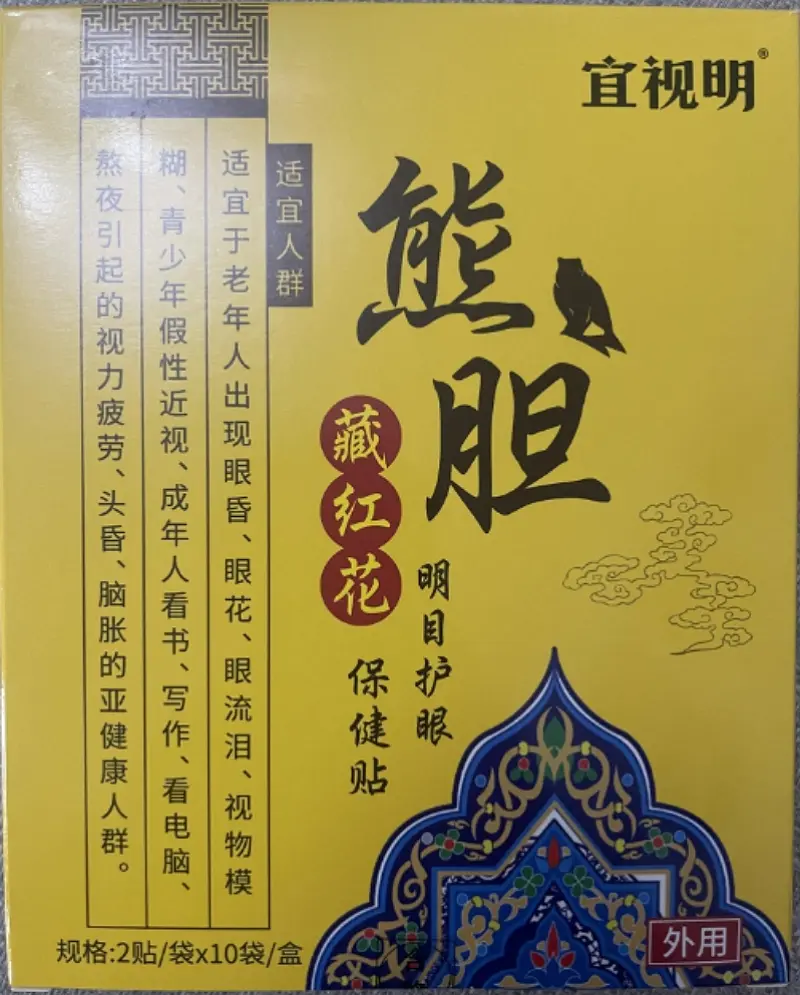 宜视明®
熊胆
藏红花
明目护眼
保健贴
适宜人群
适宜于老年人出现眼昏、眼花、眼流泪、视物模
糊、青少年假性近视、成年人看书、写作、看电脑、
熬夜引起的视力疲劳、头昏、脑胀的亚健康人群。
规格:2贴/袋x10袋/盒
外用